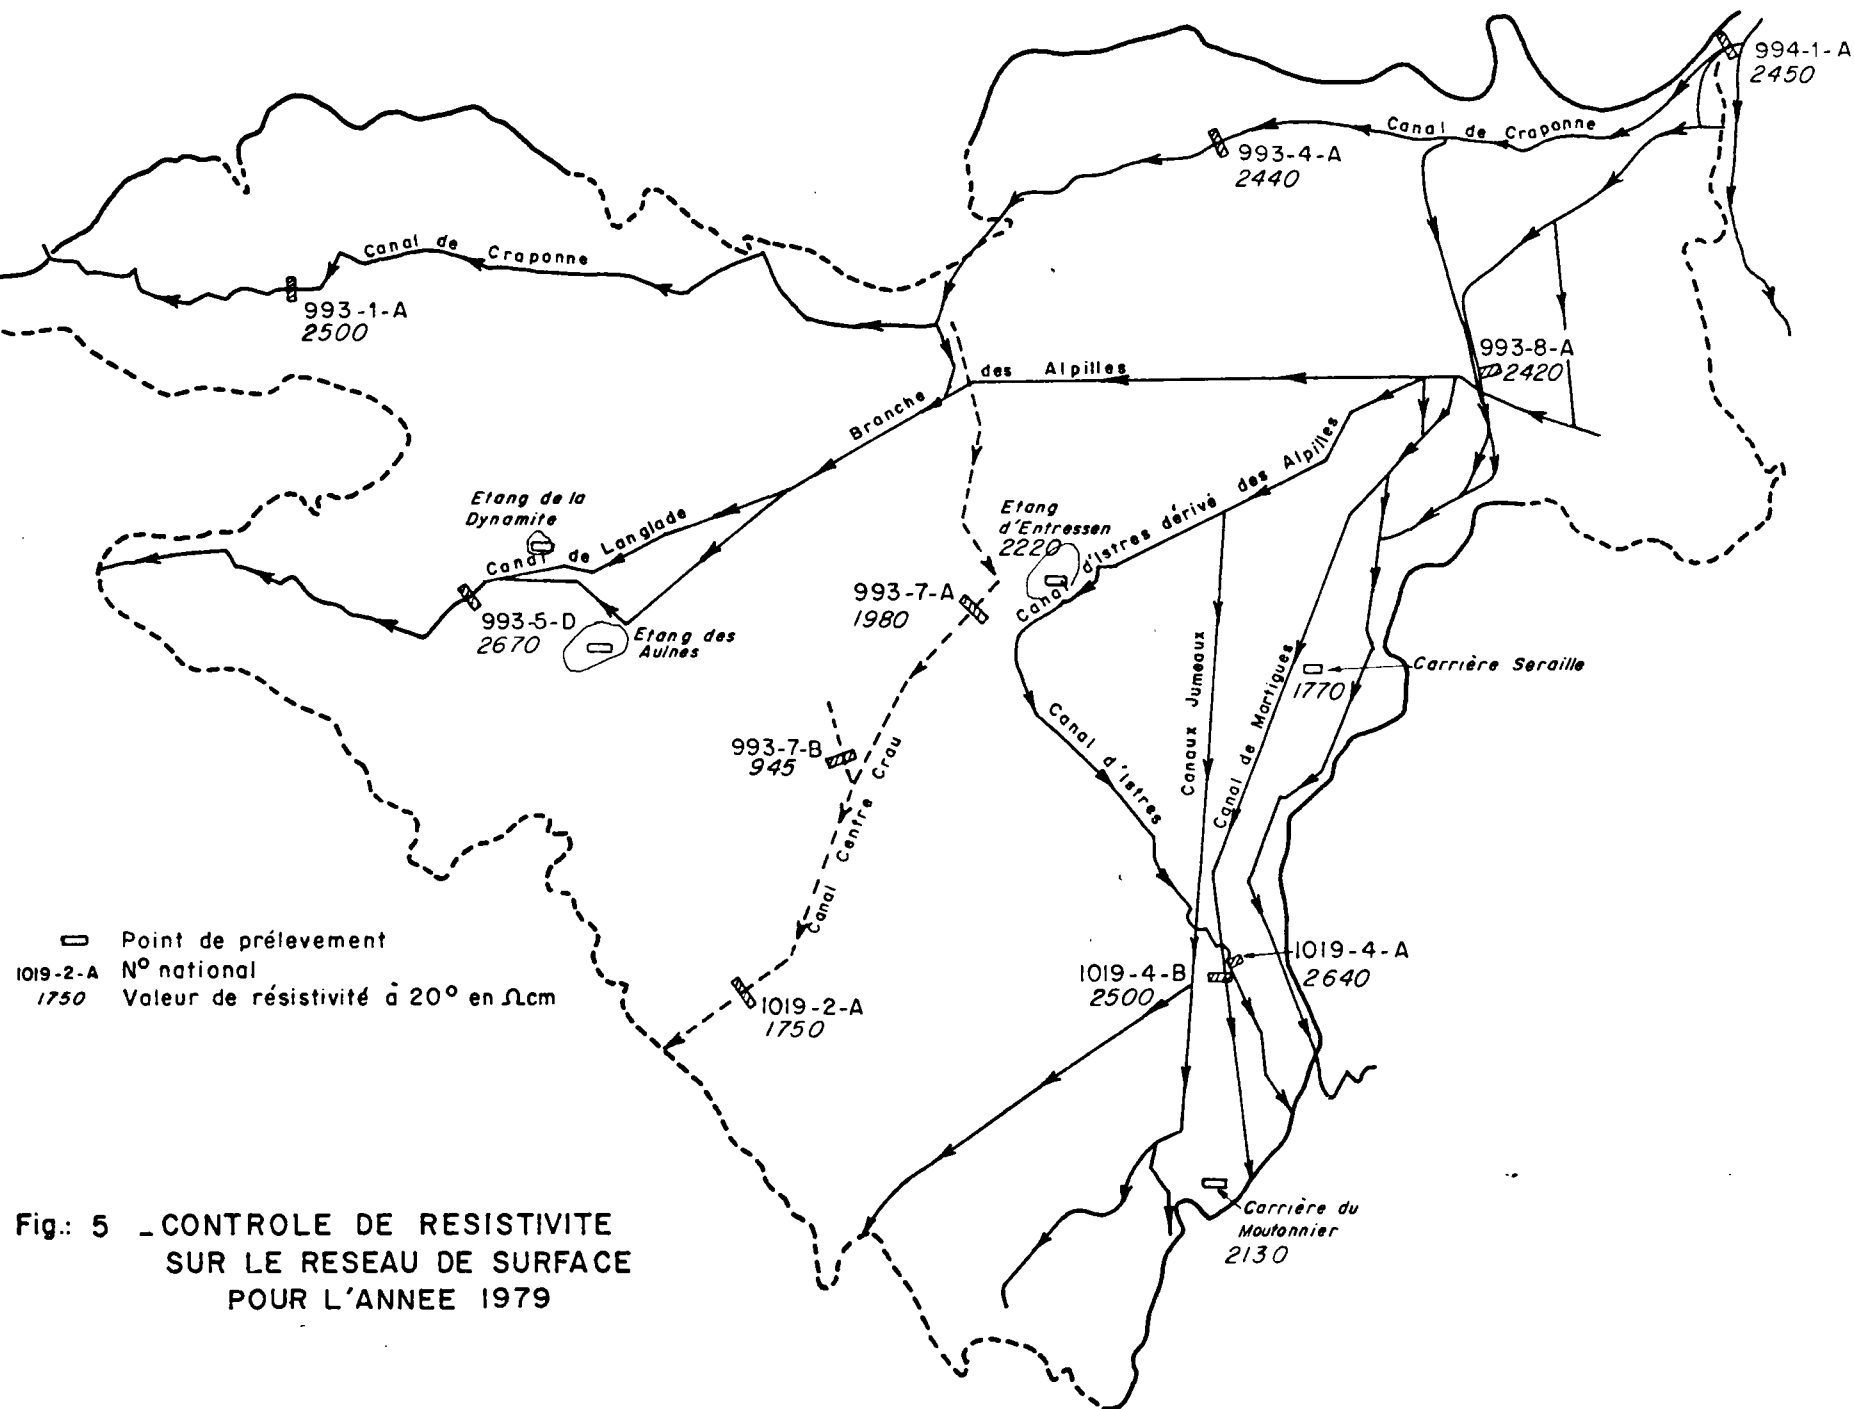 994-1-A
2450
Canal de Craponne
993-4-A
2440
Canal de Craponne
993-1-A
2500
993-8-A
2420
Branche des Alpilles
Etang de la
Dynamite
Canal de Langlade
993-5-D
2670
Etang des
Aulnes
Etang
d'Entressen
2220
Canal d'Istres dérivé des Alpilles
993-7-A
1980
Carrière Seraille
1770
Canaux Jumeaux
Canal de Martigues
Canal d'Istres
993-7-B
945
Canal Centre Crau
Point de prélevement
1019-2-A N° national
1750 Valeur de résistivité à 20° en Ωcm
1019-2-A
1750
1019-4-A
2640
1019-4-B
2500
Carrière du
Moutonnier
2130
Fig.: 5 _ CONTROLE DE RESISTIVITE
SUR LE RESEAU DE SURFACE
POUR L'ANNEE 1979